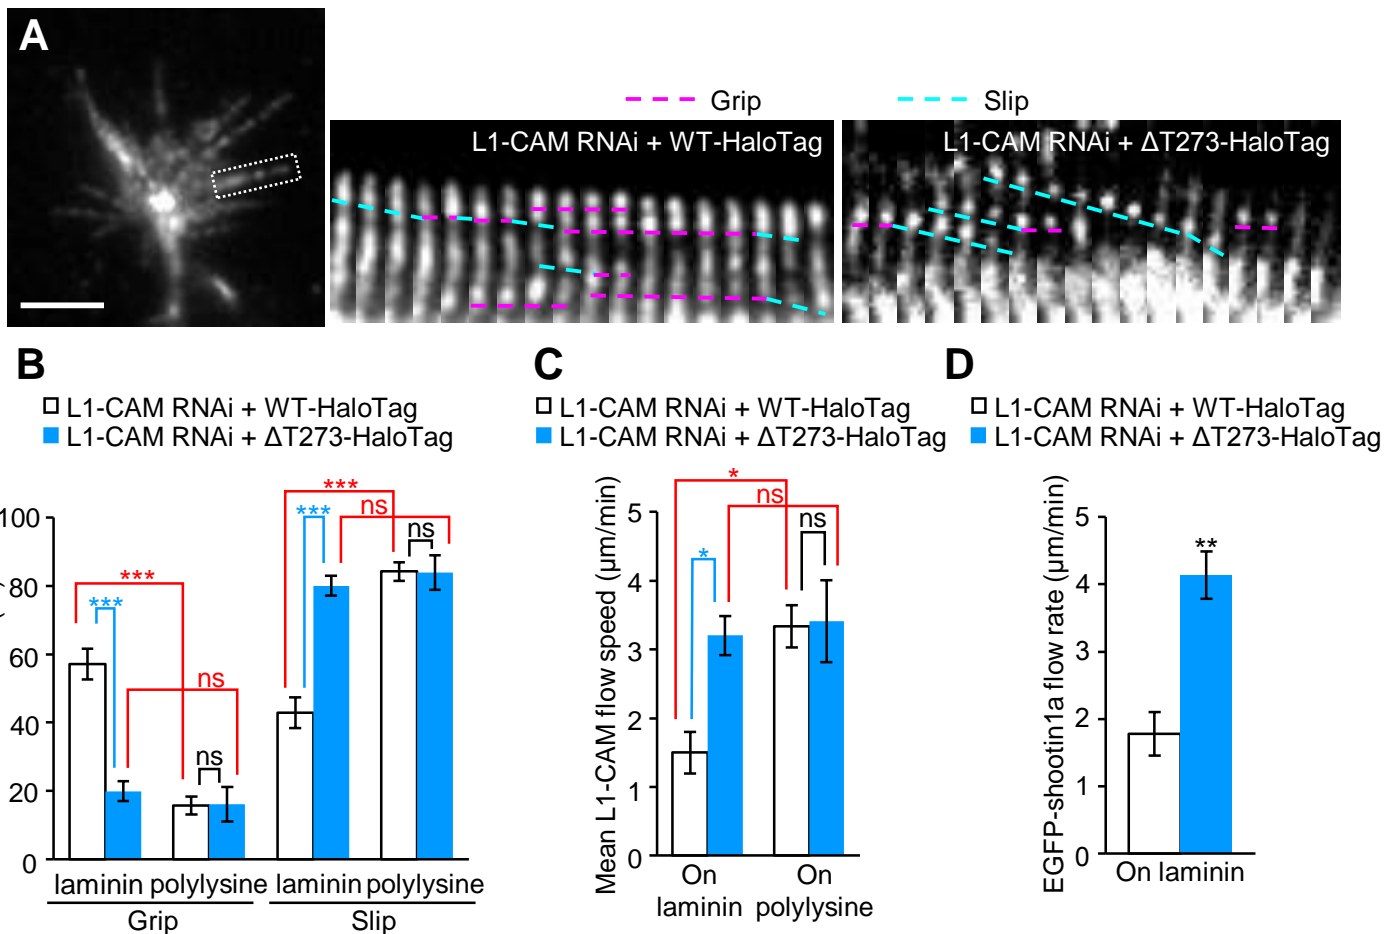 A
Grip
Slip
L1-CAM RNAi + WT-HaloTag
L1-CAM RNAi + ΔT273-HaloTag
B
L1-CAM RNAi + WT-HaloTag
L1-CAM RNAi + ΔT273-HaloTag
100
80
60
40
20
0
***
***
ns
ns
***
***
ns
ns
laminin
polylysine
laminin
polylysine
Grip
Slip
C
L1-CAM RNAi + WT-HaloTag
L1-CAM RNAi + ΔT273-HaloTag
Mean L1-CAM flow speed (μm/min)
5
4
3
2
1
0
*
*
ns
ns
On
laminin
On
polylysine
D
L1-CAM RNAi + WT-HaloTag
L1-CAM RNAi + ΔT273-HaloTag
EGFP-shootin1a flow rate (μm/min)
5
4
3
2
1
0
**
On laminin